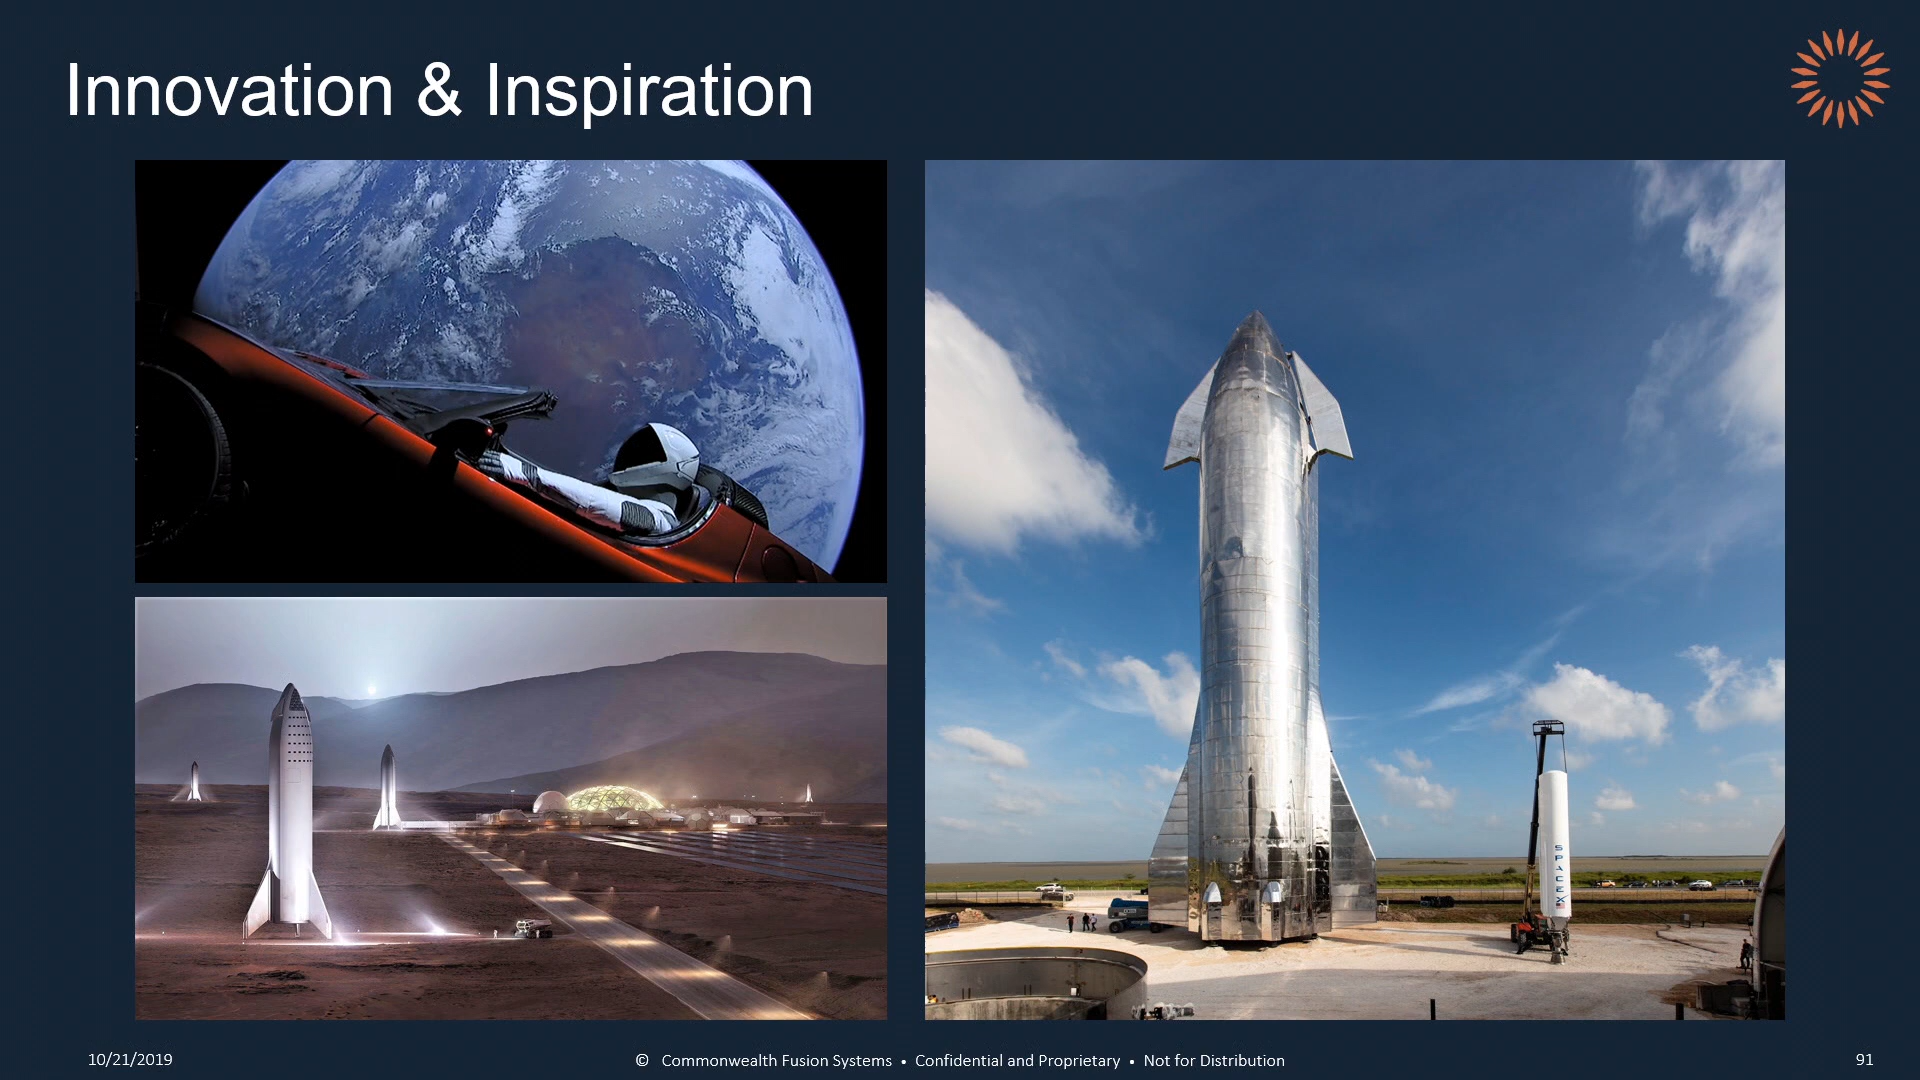 Innovation & Inspiration
SPACEX
10/21/2019
© Commonwealth Fusion Systems • Confidential and Proprietary • Not for Distribution
91